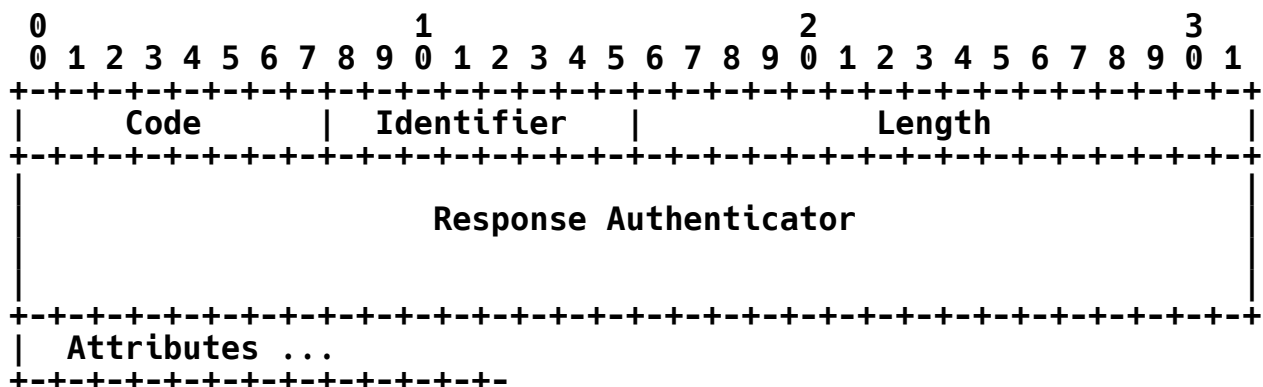 0                   1                   2                   3
 0 1 2 3 4 5 6 7 8 9 0 1 2 3 4 5 6 7 8 9 0 1 2 3 4 5 6 7 8 9 0 1
+-+-+-+-+-+-+-+-+-+-+-+-+-+-+-+-+-+-+-+-+-+-+-+-+-+-+-+-+-+-+-+-+
|     Code      |  Identifier   |            Length             |
+-+-+-+-+-+-+-+-+-+-+-+-+-+-+-+-+-+-+-+-+-+-+-+-+-+-+-+-+-+-+-+-+
|                                                               |
|                     Response Authenticator                    |
|                                                               |
|                                                               |
+-+-+-+-+-+-+-+-+-+-+-+-+-+-+-+-+-+-+-+-+-+-+-+-+-+-+-+-+-+-+-+-+
|  Attributes ...
+-+-+-+-+-+-+-+-+-+-+-+-+-